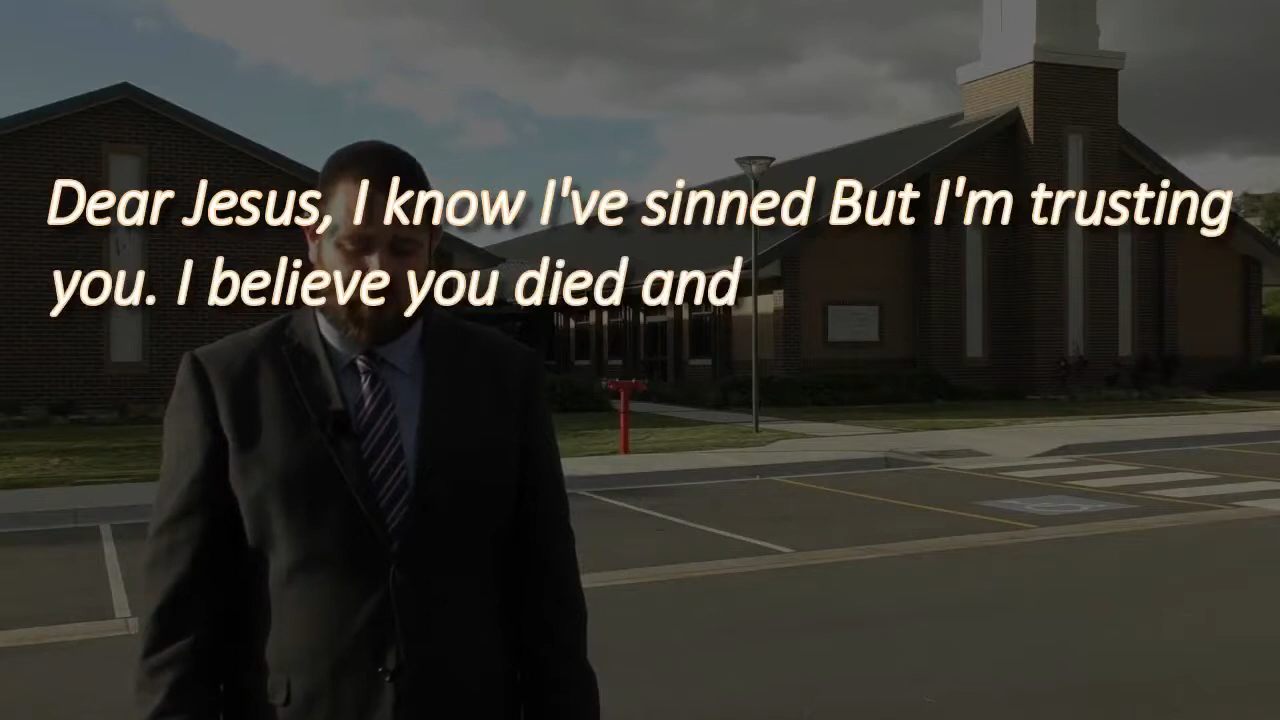 Dear Jesus, I know I've sinned But I'm trusting
you. I believe you died and